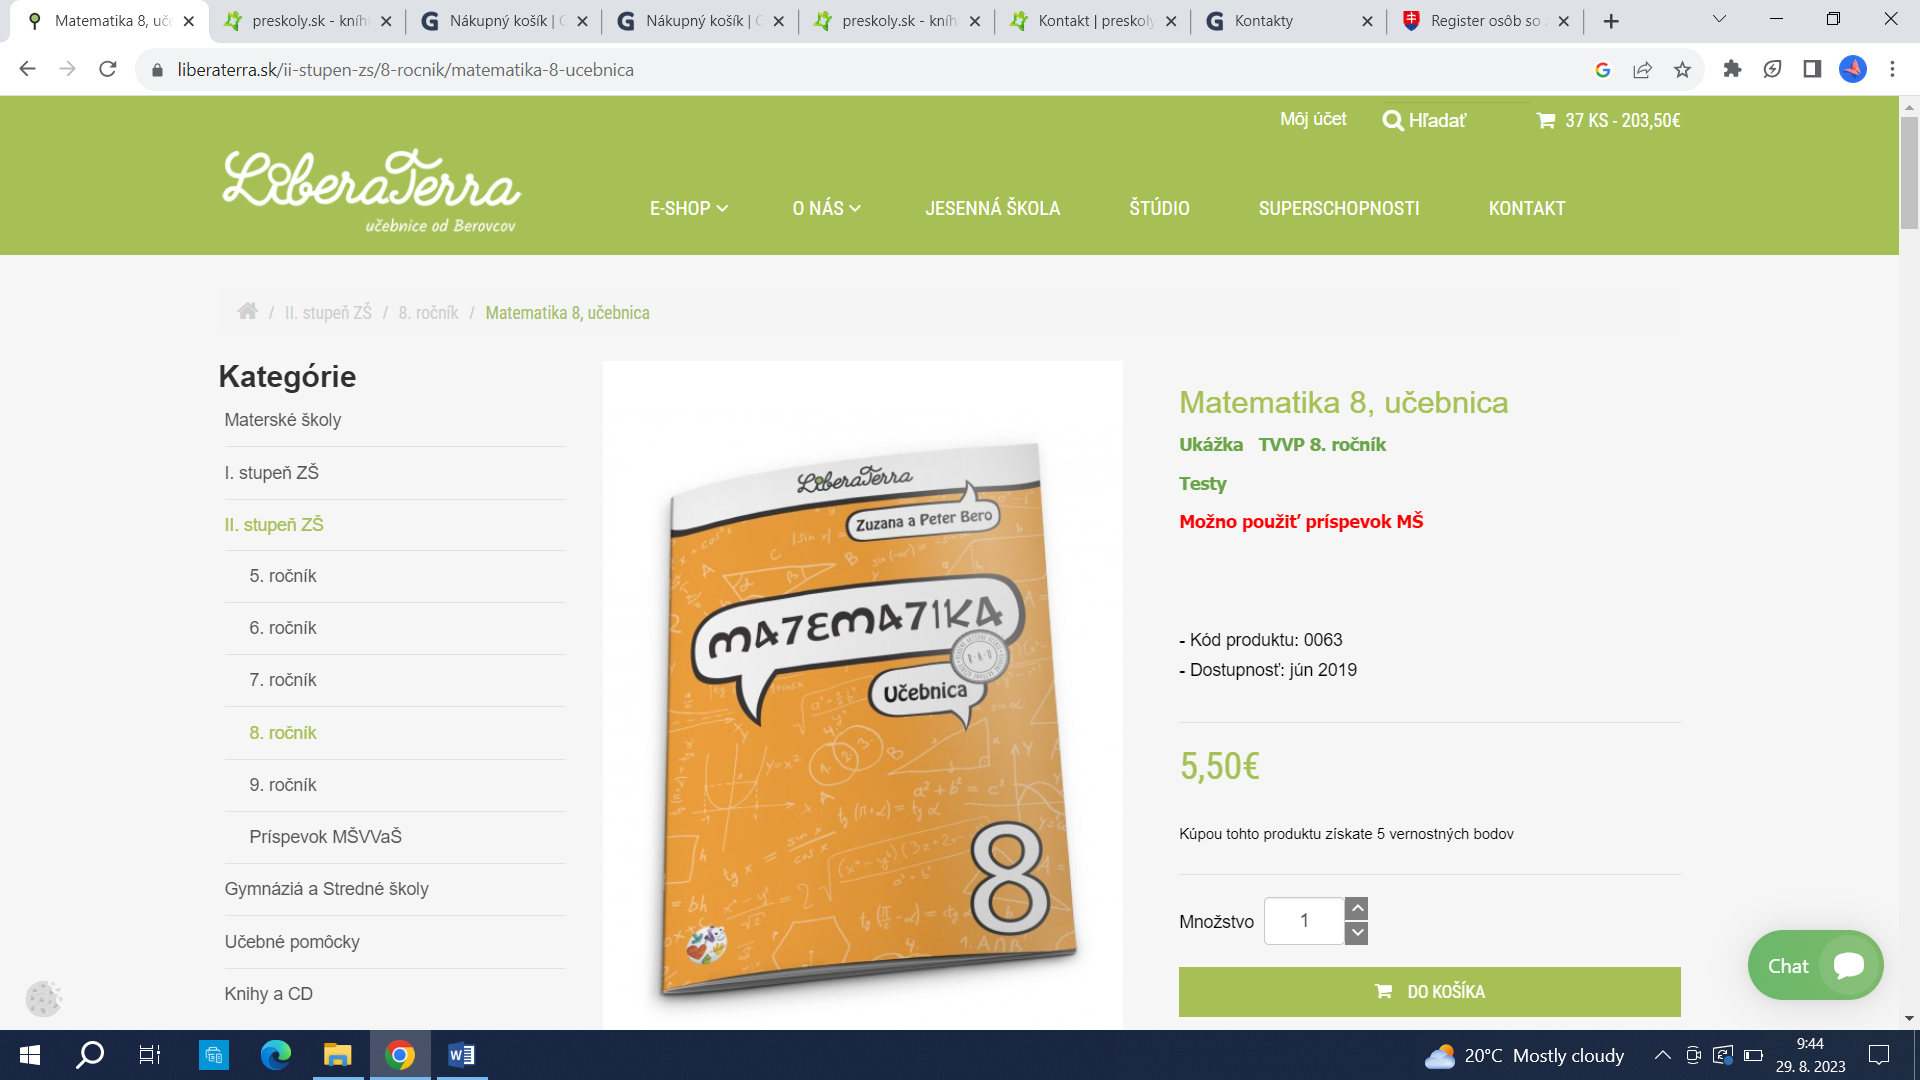 Matematika 8, uč
preskoly.sk - kníh
Nákupný košík | G
Nákupný košík | G
preskoly.sk - kníh
Kontakt | preskoly
Kontakty
Register osôb so z
liberaterra.sk/ii-stupen-zs/8-rocnik/matematika-8-ucebnica
Môj účet
Hľadať
37 KS - 203,50€
LiberaTerra
učebnice od Berovcov
E-SHOP
O NÁS
JESENNÁ ŠKOLA
ŠTÚDIO
SUPERSCHOPNOSTI
KONTAKT
/ II. stupeň ZŠ / 8. ročník / Matematika 8, učebnica
Kategórie
Materské školy
I. stupeň ZŠ
II. stupeň ZŠ
5. ročník
6. ročník
7. ročník
8. ročník
9. ročník
Príspevok MŠVVaŠ
Gymnáziá a Stredné školy
Učebné pomôcky
Knihy a CD
LiberaTerra
Zuzana a Peter Bero
MA7EMA71KA
Učebnica
8
Matematika 8, učebnica
Ukážka TVVP 8. ročník
Testy
Možno použiť príspevok MŠ
- Kód produktu: 0063
- Dostupnosť: jún 2019
5,50€
Kúpou tohto produktu získate 5 vernostných bodov
Množstvo 1
DO KOŠÍKA
Chat
20°C Mostly cloudy
9:44
29. 8. 2023